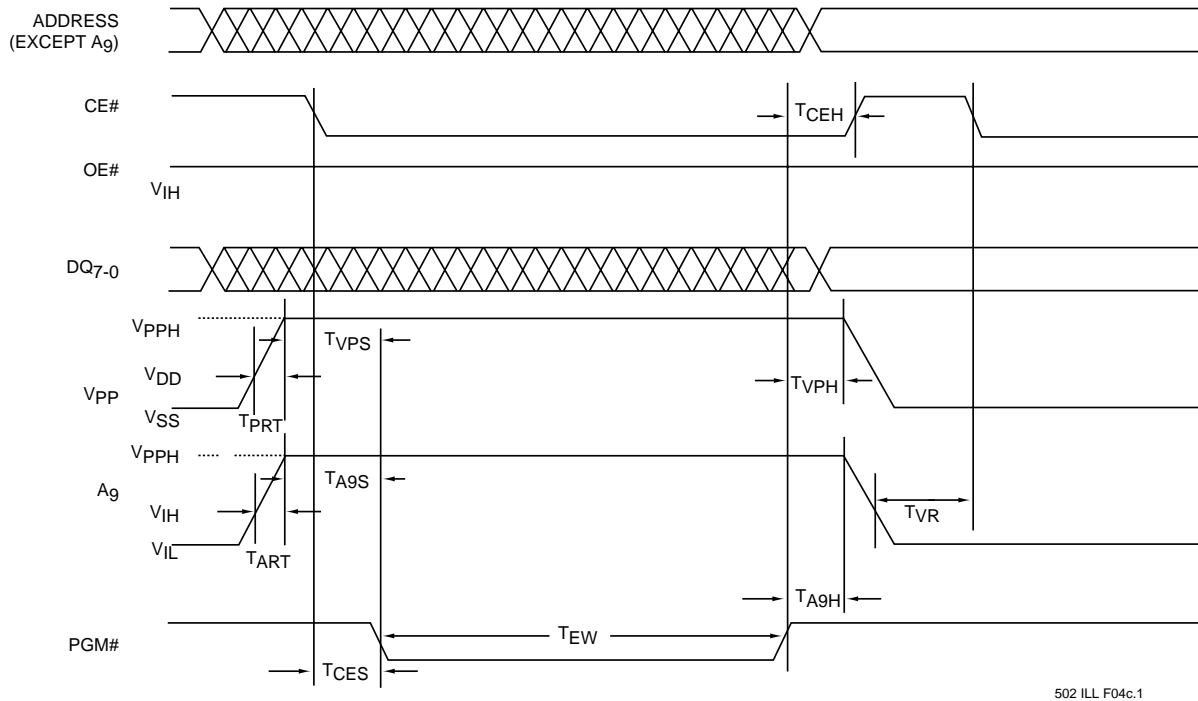 ADDRESS
(EXCEPT A9)
CE#
TCEH
OE#
VIH
DQ7-0
VPPH
TVPS
VDD
TVPH
VPP
VSS
TPRT
VPPH
TA9S
A9
VIH
TVR
VIL
TART
TA9H
TEW
PGM#
TCES
502 ILL F04c.1